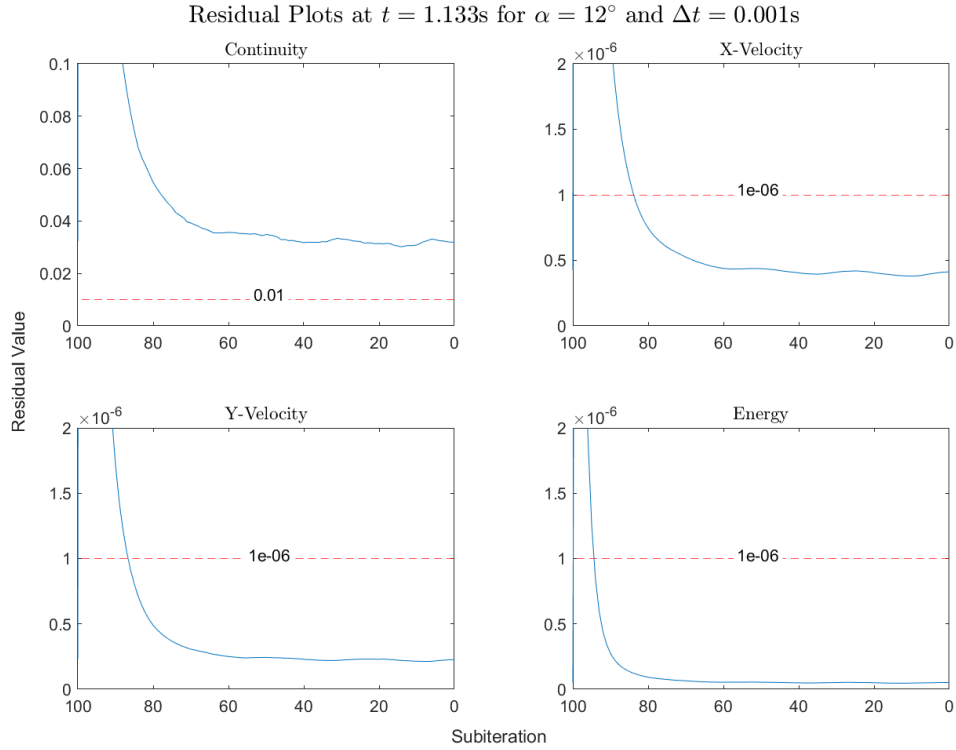 Residual Plots at t = 1.133s for α = 12° and Δt = 0.001s
Continuity
0.1
0.08
0.06
0.04
0.02
0
0.01
100 80 60 40 20 0
X-Velocity
×10⁻⁶
2
1.5
1
0.5
0
1e-06
100 80 60 40 20 0
Residual Value
Y-Velocity
×10⁻⁶
2
1.5
1
0.5
0
1e-06
100 80 60 40 20 0
Energy
×10⁻⁶
2
1.5
1
0.5
0
1e-06
100 80 60 40 20 0
Subiteration